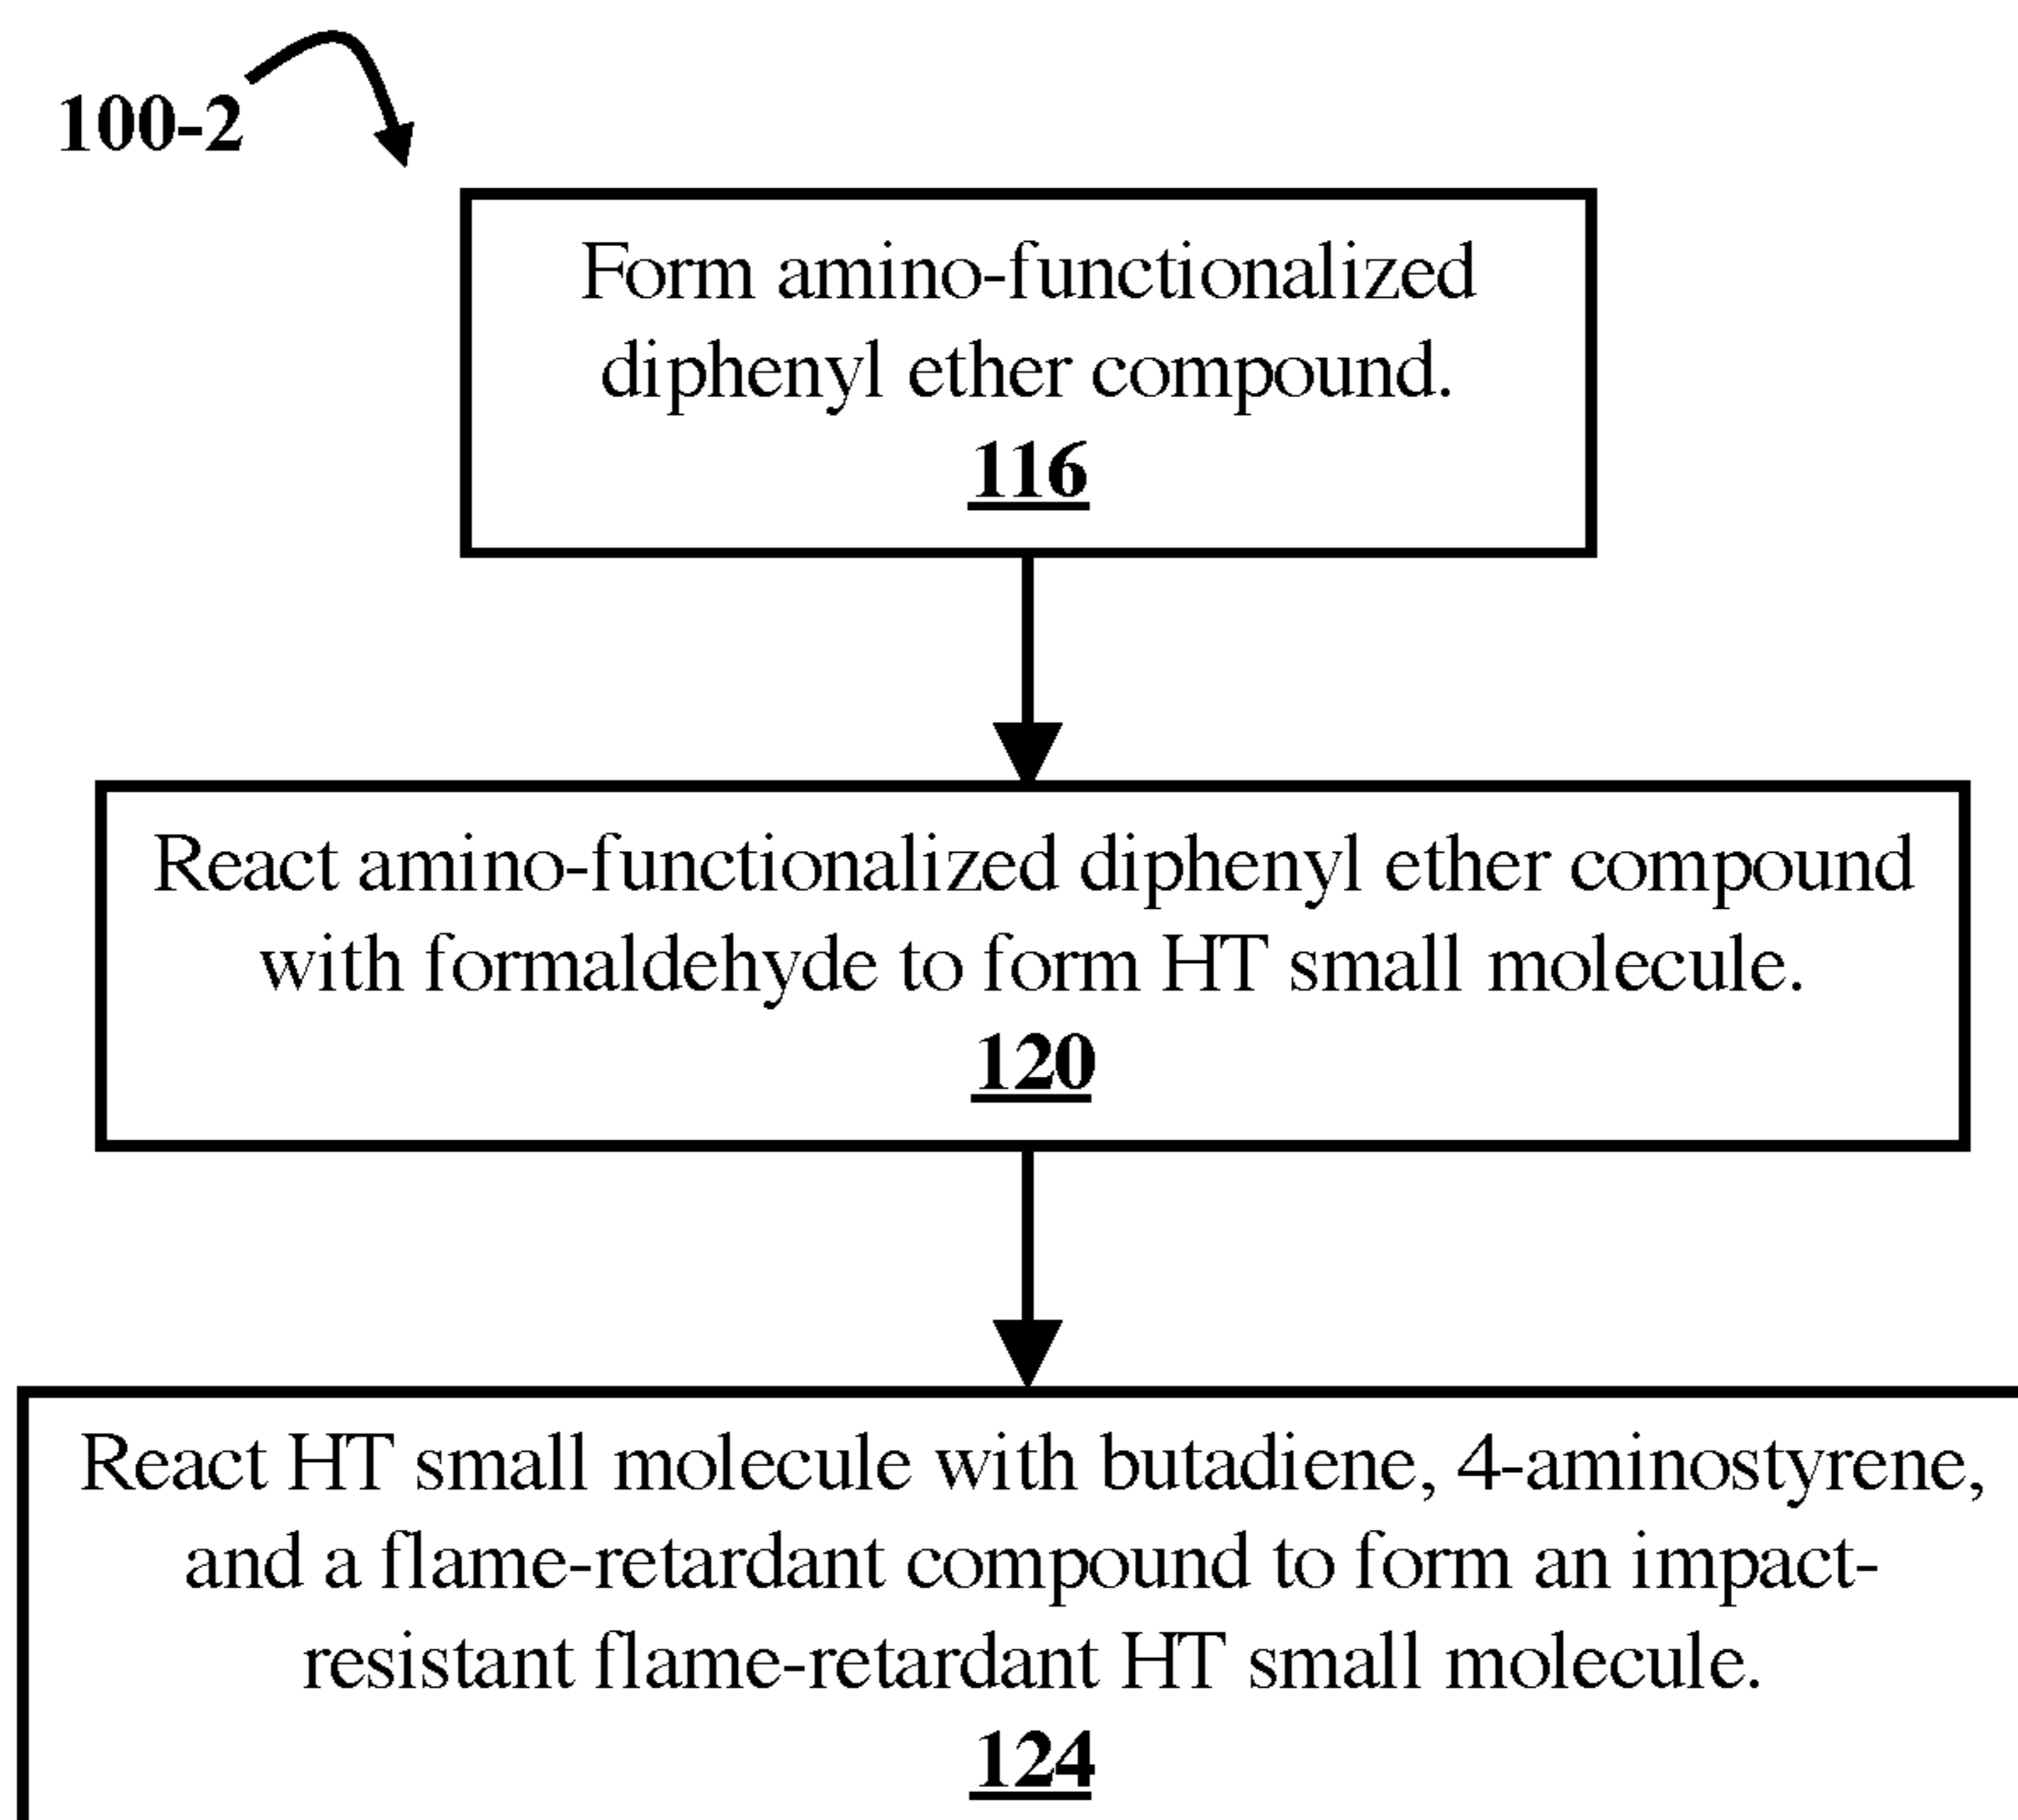 100-2
Form amino-functionalized
diphenyl ether compound.
116
React amino-functionalized diphenyl ether compound
with formaldehyde to form HT small molecule.
120
React HT small molecule with butadiene, 4-aminostyrene,
and a flame-retardant compound to form an impact-
resistant flame-retardant HT small molecule.
124